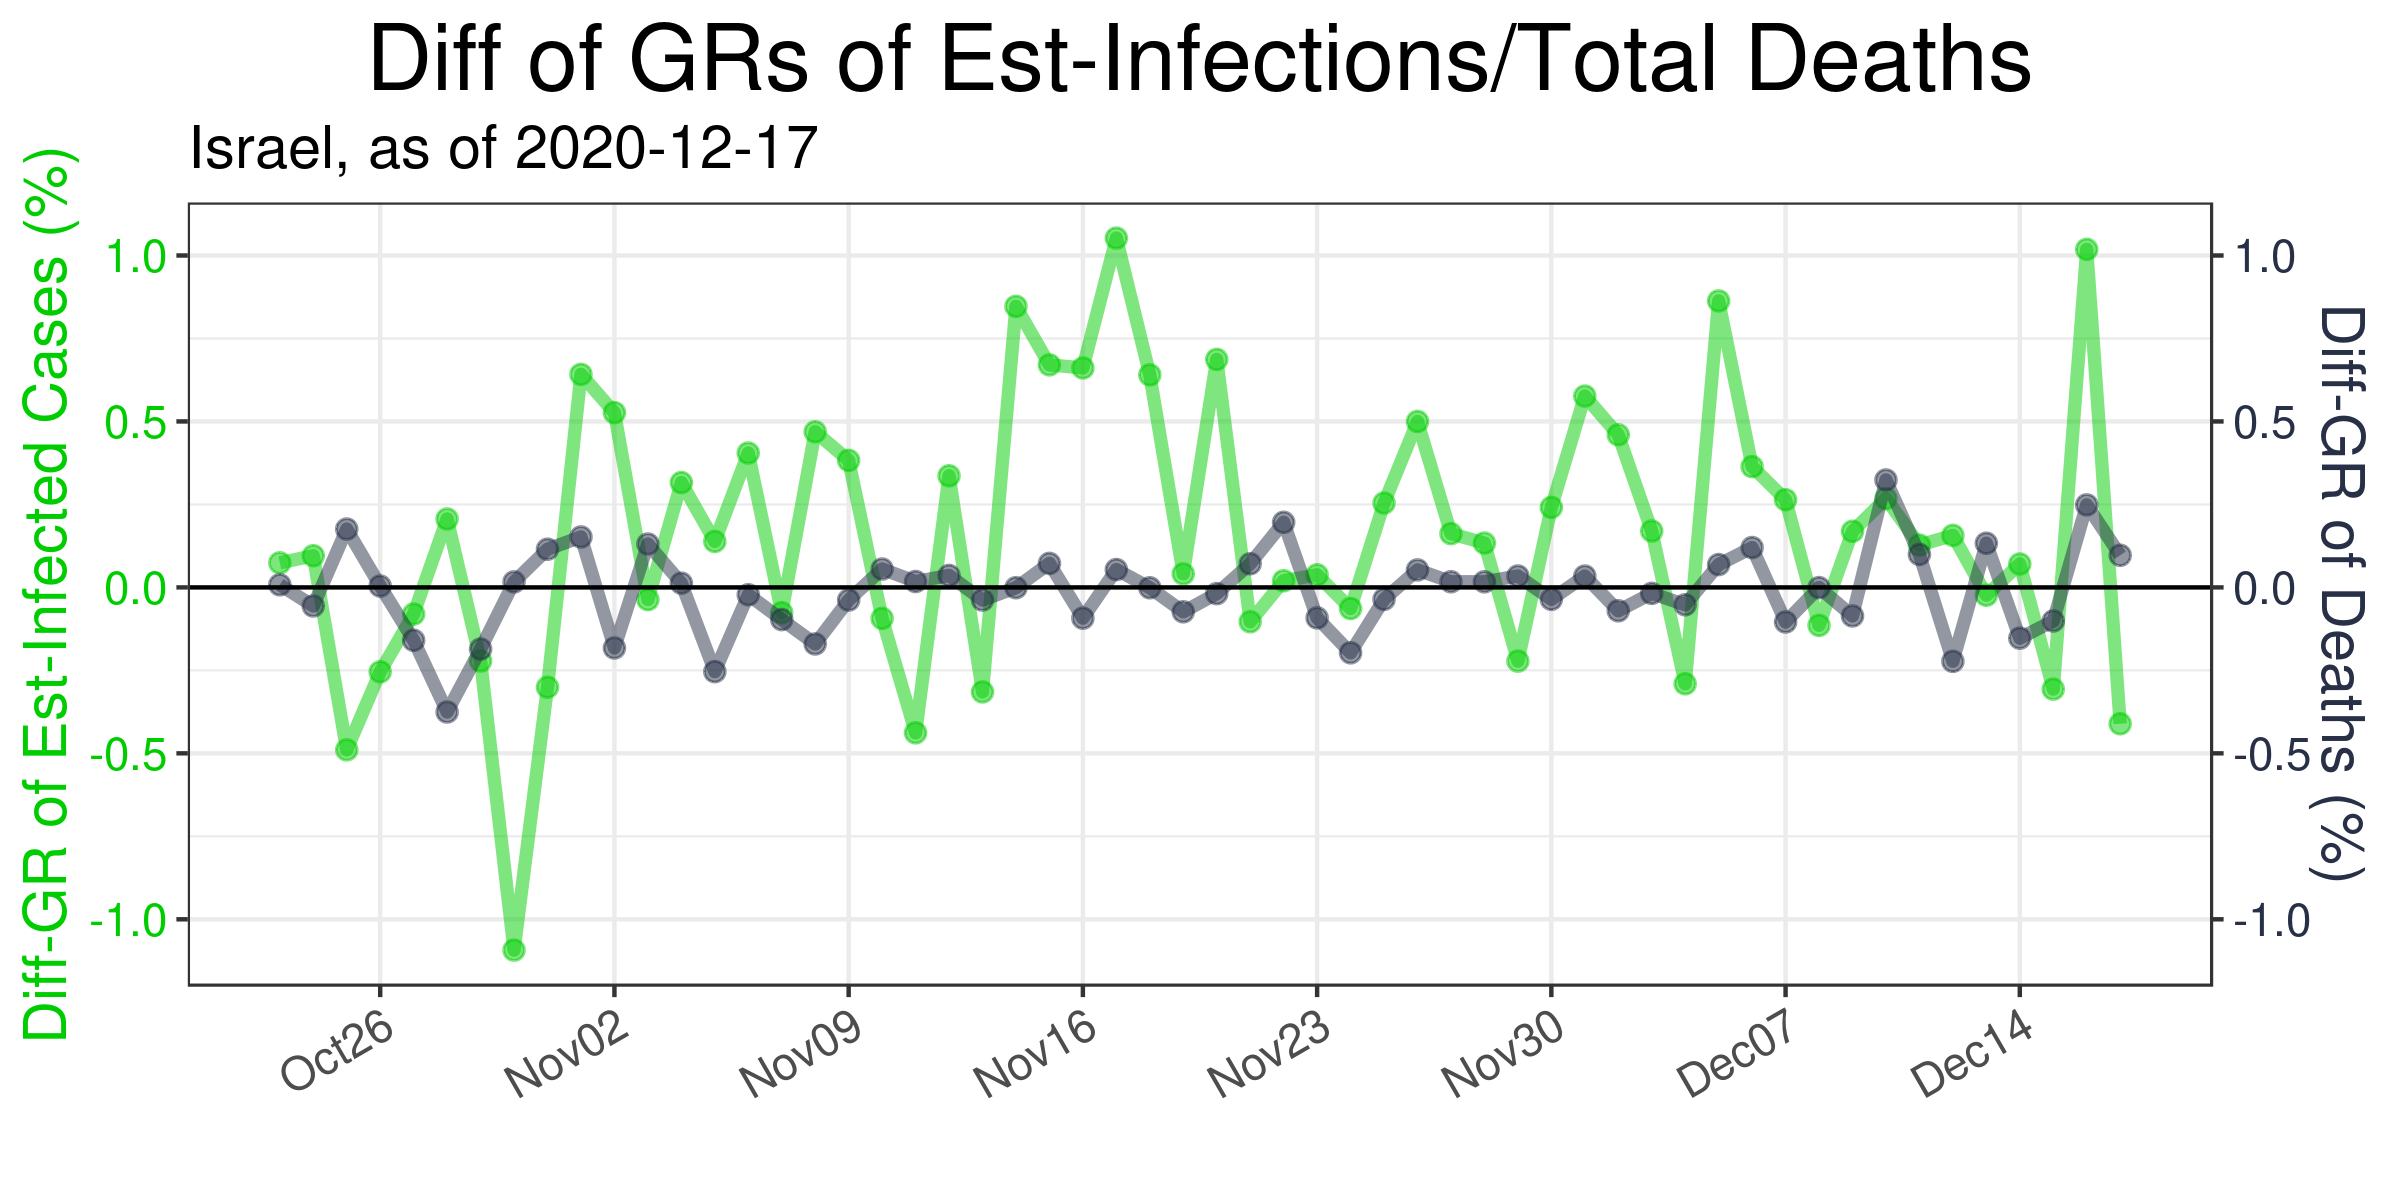 Diff of GRs of Est-Infections/Total Deaths
Israel, as of 2020-12-17
Diff-GR of Est-Infected Cases (%)
1.0
0.5
0.0
-0.5
-1.0
1.0
0.5
0.0
-0.5
-1.0
Diff-GR of Deaths (%)
Oct26
Nov02
Nov09
Nov16
Nov23
Nov30
Dec07
Dec14